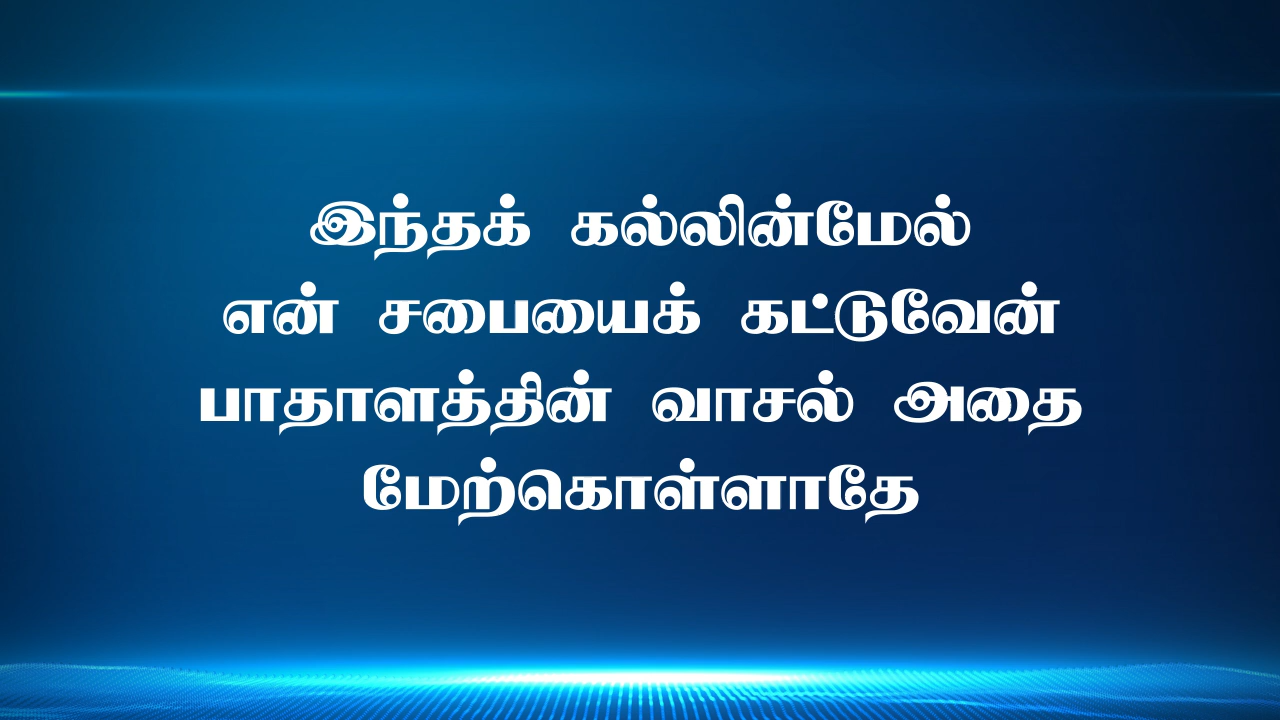 இந்தக் கல்லின்மேல்
என் சபையைக் கட்டுவேன்
பாதாளத்தின் வாசல் அதை
மேற்கொள்ளாதே